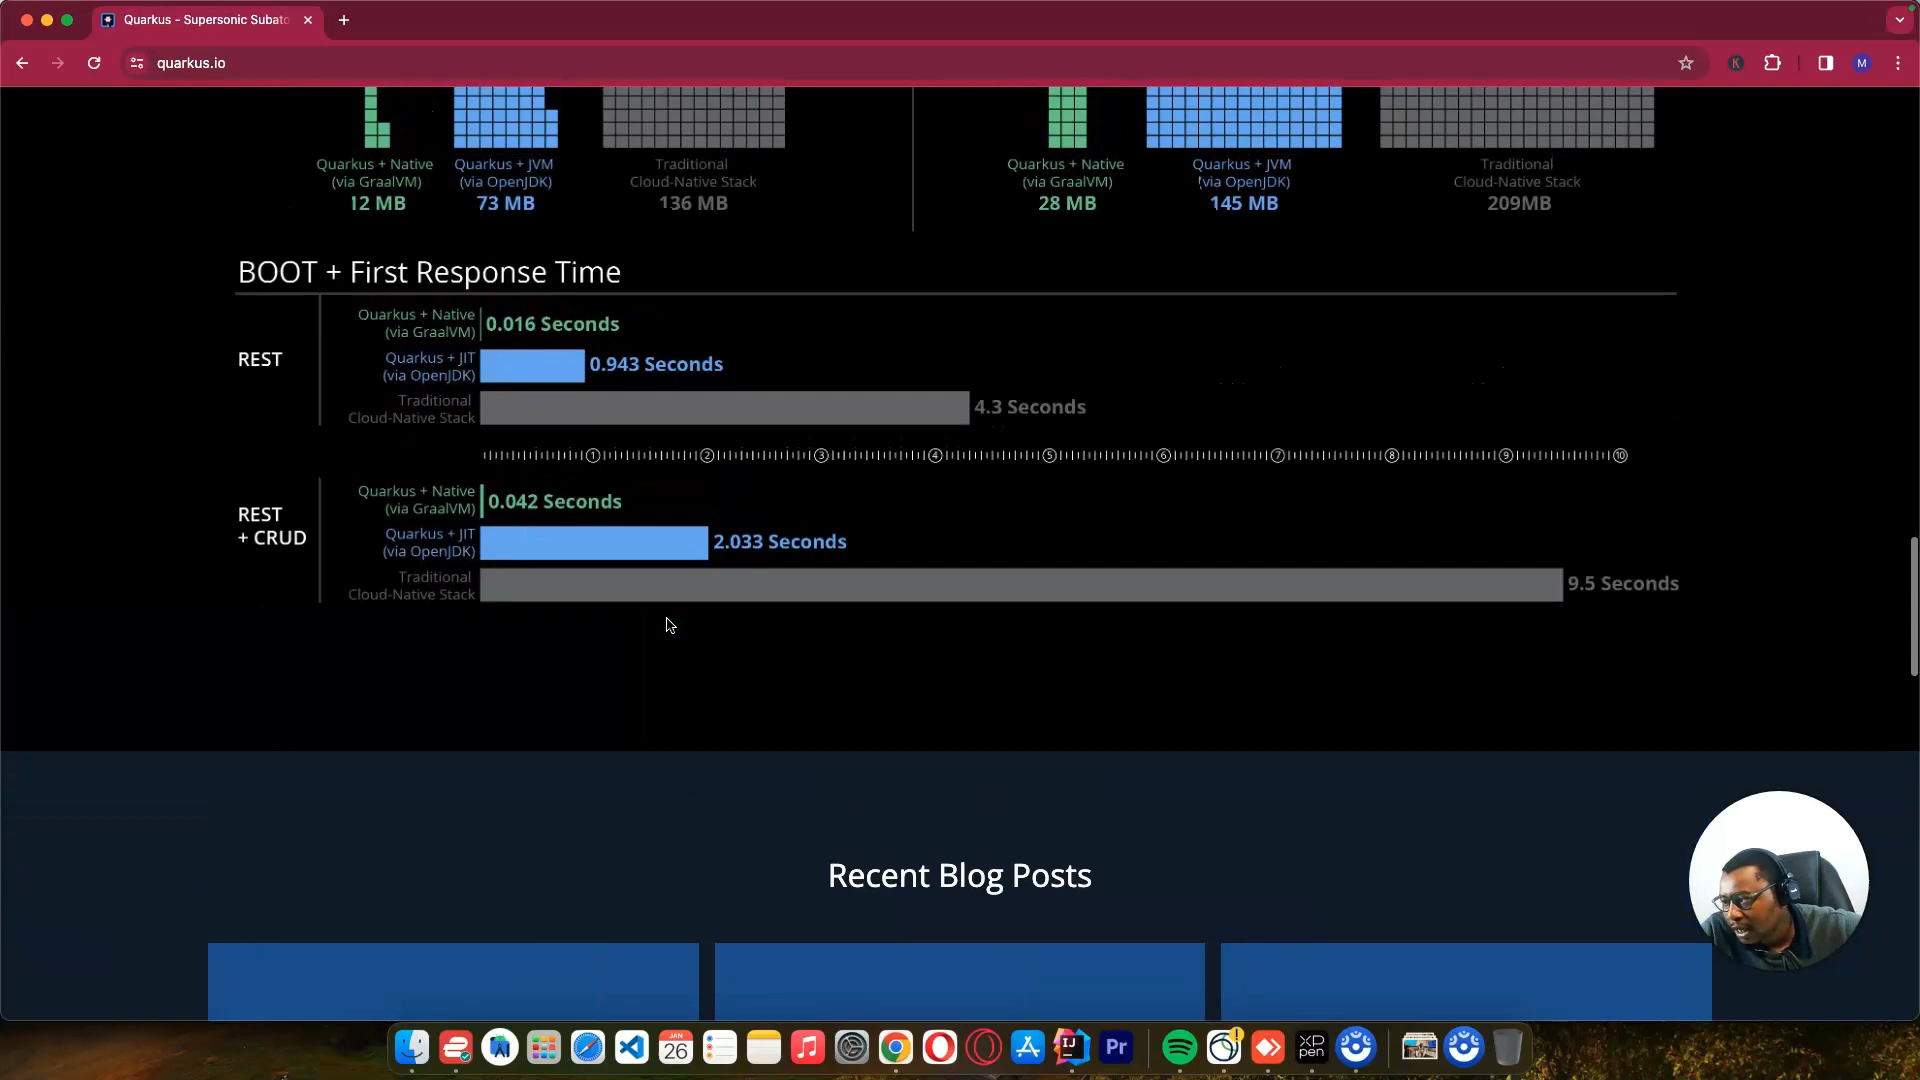 Quarkus - Supersonic Subato
quarkus.io
M
Quarkus + Native
(via GraalVM)
12 MB
Quarkus + JVM
(via OpenJDK)
73 MB
Traditional
Cloud-Native Stack
136 MB
Quarkus + Native
(via GraalVM)
28 MB
Quarkus + JVM
(via OpenJDK)
145 MB
Traditional
Cloud-Native Stack
209MB
BOOT + First Response Time
REST
Quarkus + Native
(via GraalVM)
0.016 Seconds
Quarkus + JIT
(via OpenJDK)
0.943 Seconds
Traditional
Cloud-Native Stack
4.3 Seconds
1 2 3 4 5 6 7 8 9 10
REST
+ CRUD
Quarkus + Native
(via GraalVM)
0.042 Seconds
Quarkus + JIT
(via OpenJDK)
2.033 Seconds
Traditional
Cloud-Native Stack
9.5 Seconds
Recent Blog Posts
JAN
26
IJ
Pr
XP
pen